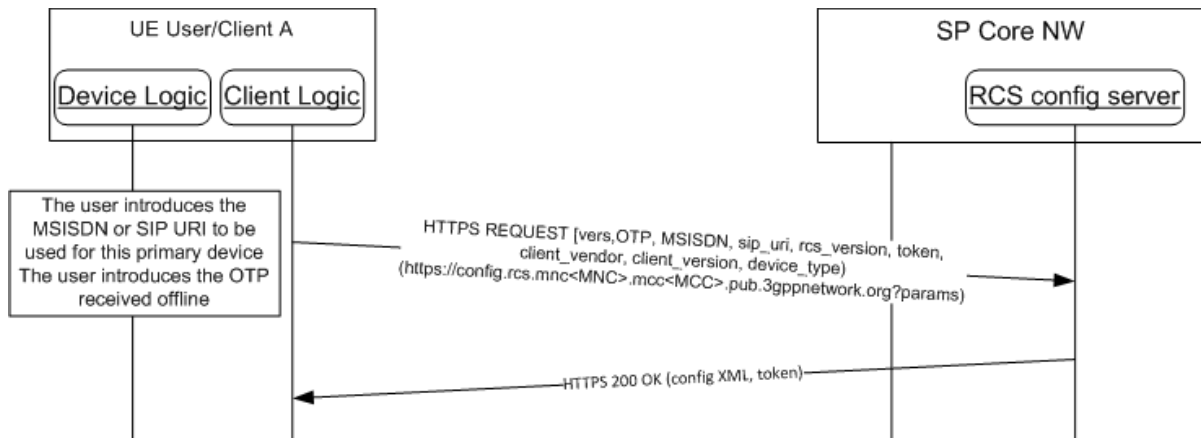 UE User/Client A
SP Core NW
Device Logic
Client Logic
RCS config server
The user introduces the
MSISDN or SIP URI to be
used for this primary device
The user introduces the OTP
received offline
HTTPS REQUEST [vers,OTP, MSISDN, sip_uri, rcs_version, token,
client_vendor, client_version, device_type)
(https://config.rcs.mnc<MNC>.mcc<MCC>.pub.3gppnetwork.org?params)
HTTPS 200 OK (config XML, token)